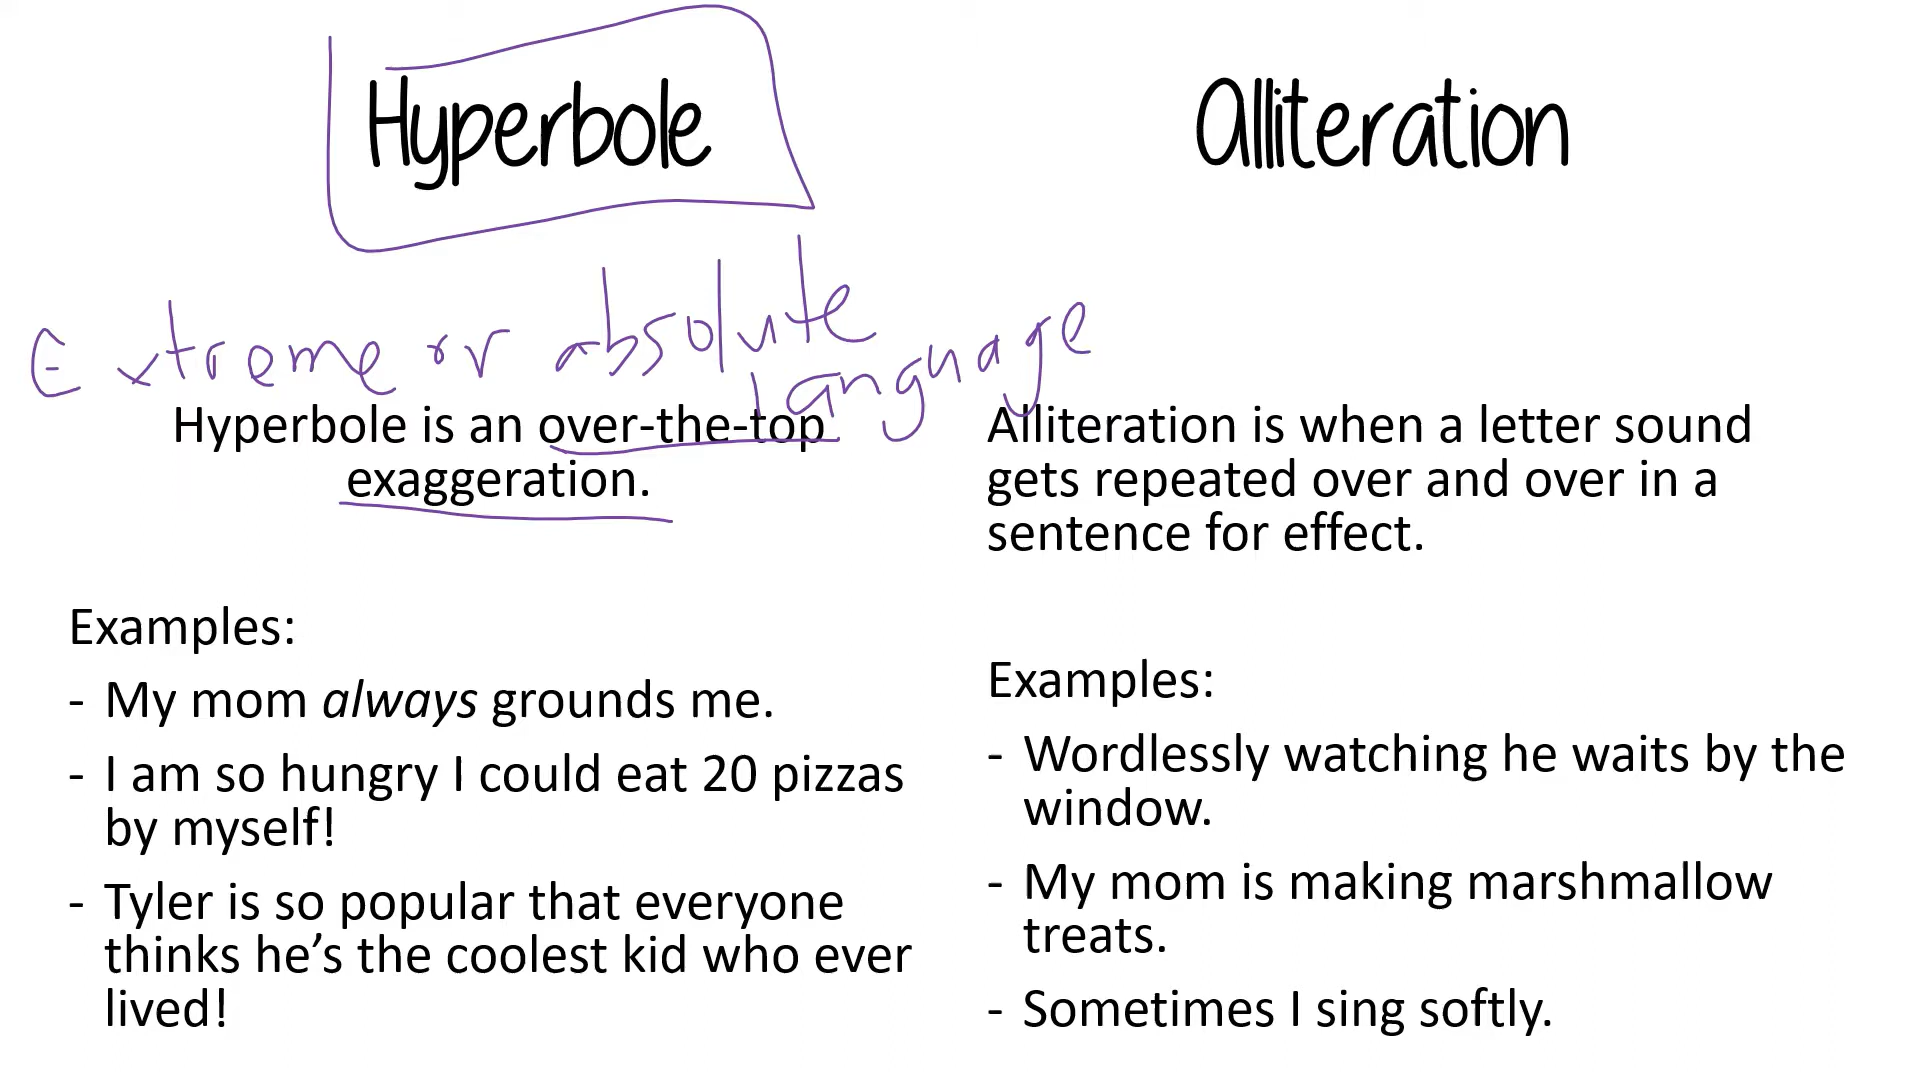 Hyperbole
Extreme or absolute
language
Hyperbole is an over-the-top
exaggeration.
Examples:
- My mom always grounds me.
- I am so hungry I could eat 20 pizzas
by myself!
- Tyler is so popular that everyone
thinks he’s the coolest kid who ever
lived!
Alliteration
Alliteration is when a letter sound
gets repeated over and over in a
sentence for effect.
Examples:
- Wordlessly watching he waits by the
window.
- My mom is making marshmallow
treats.
- Sometimes I sing softly.